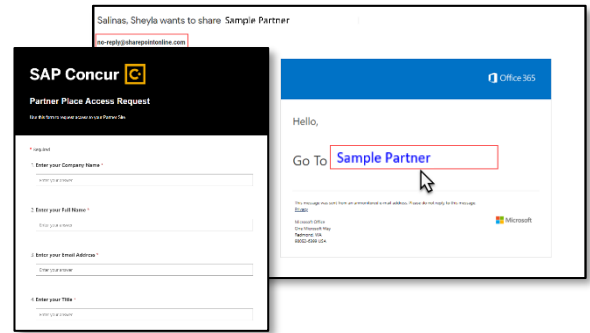 Salinas, Sheyla wants to share Sample Partner
no-reply@sharepointonline.com
Office 365
Hello,
Go To Sample Partner
This message was sent from an unmonitored e-mail address. Please do not reply to this message.
Privacy
Microsoft Office
One Microsoft Way
Redmond, WA
98052-6399 USA
Microsoft
SAP Concur C
Partner Place Access Request
Use this form to request access to your Partner Site.
* Required
1. Enter your Company Name *
Enter your answer
2. Enter your Full Name *
Enter your answer
3. Enter your Email Address *
Enter your answer
4. Enter your Title *
Enter your answer